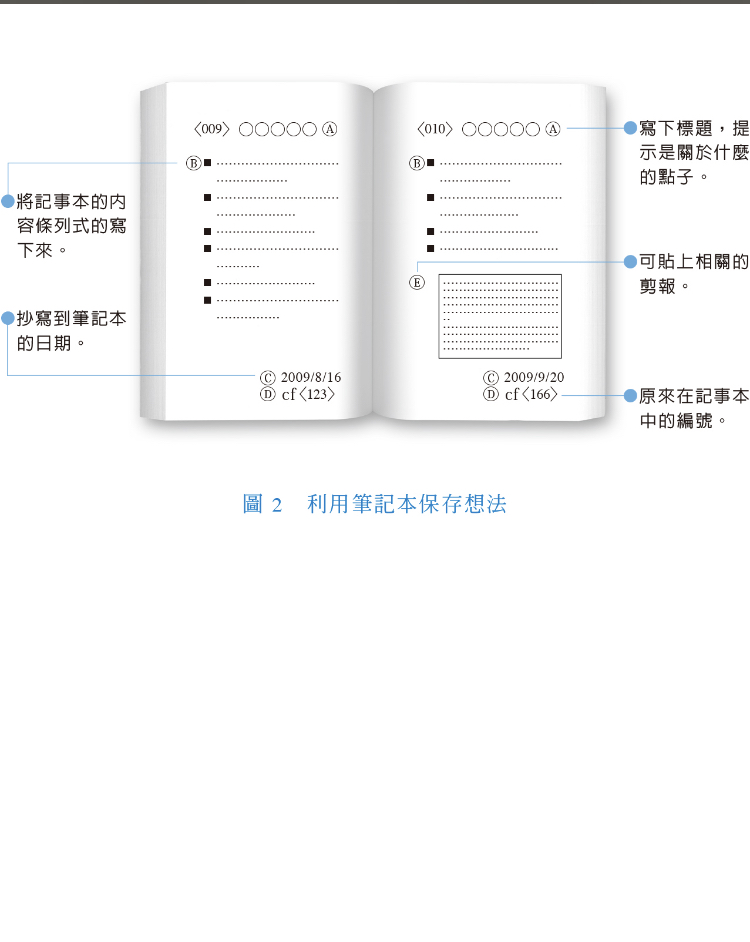 〈009〉 ○○○○○ Ⓐ
Ⓑ■ ‥‥‥‥‥‥‥‥‥‥
■ ‥‥‥‥‥‥‥‥‥‥
■ ‥‥‥‥‥‥‥‥
■ ‥‥‥‥‥‥‥‥‥‥
■ ‥‥‥‥‥‥‥‥
■ ‥‥‥‥‥‥‥‥‥‥
Ⓒ 2009/8/16
Ⓓ cf〈123〉
〈010〉 ○○○○○ Ⓐ
Ⓑ■ ‥‥‥‥‥‥‥‥‥‥
■ ‥‥‥‥‥‥‥‥‥‥
■ ‥‥‥‥‥‥‥‥
■ ‥‥‥‥‥‥‥‥‥‥
Ⓔ
Ⓒ 2009/9/20
Ⓓ cf〈166〉
將記事本的內
容條列式的寫
下來。
抄寫到筆記本
的日期。
寫下標題，提
示是關於什麼
的點子。
可貼上相關的
剪報。
原來在記事本
中的編號。
圖 2　利用筆記本保存想法